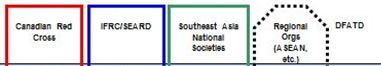 Canadian Red
Cross
IFRC/SEARD
Southeast Asia
National
Societies
Regional
Orgs
(ASEAN,
etc.)
DFATD